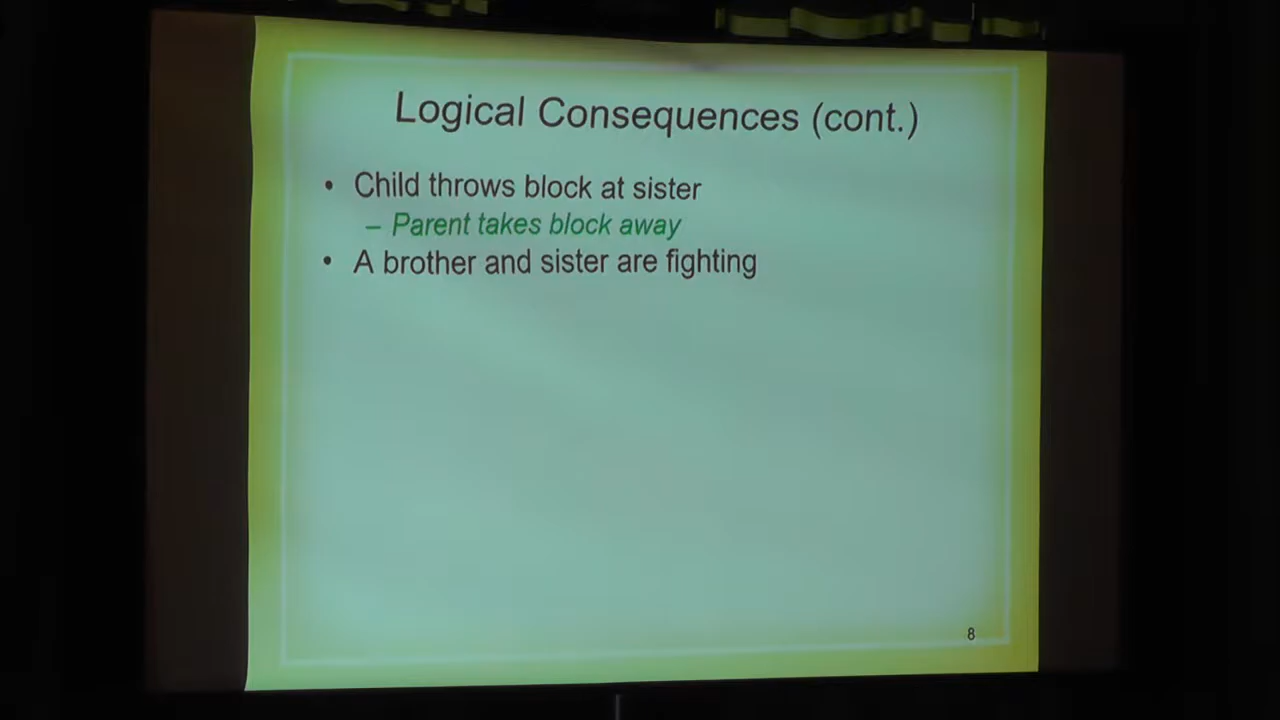 Logical Consequences (cont.)
• Child throws block at sister
– Parent takes block away
• A brother and sister are fighting
8